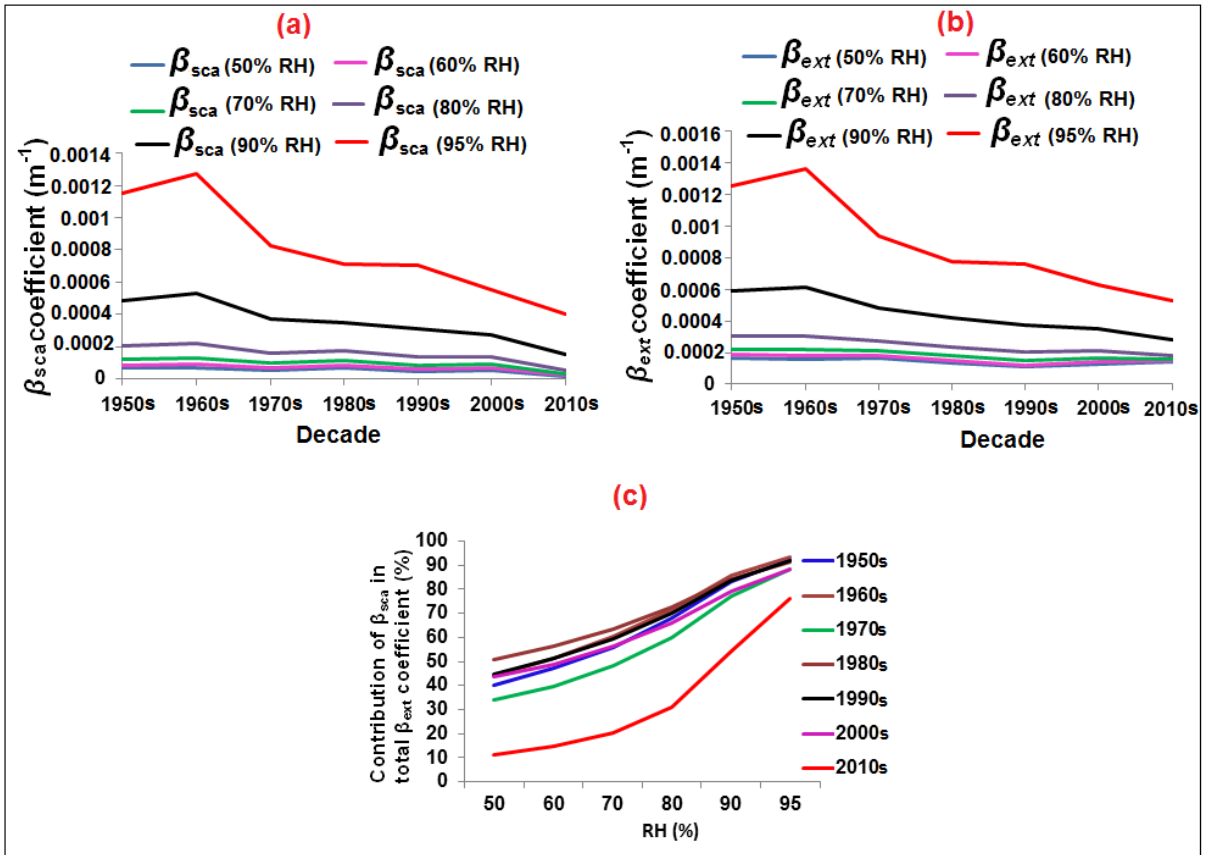 (a)
βsca (50% RH) βsca (60% RH)
βsca (70% RH) βsca (80% RH)
βsca (90% RH) βsca (95% RH)
βsca coefficient (m-1)
0.0014
0.0012
0.001
0.0008
0.0006
0.0004
0.0002
0
1950s 1960s 1970s 1980s 1990s 2000s 2010s
Decade
(b)
βext (50% RH) βext (60% RH)
βext (70% RH) βext (80% RH)
βext (90% RH) βext (95% RH)
βext coefficient (m-1)
0.0016
0.0014
0.0012
0.001
0.0008
0.0006
0.0004
0.0002
0
1950s 1960s 1970s 1980s 1990s 2000s 2010s
Decade
(c)
Contribution of βsca in
total βext coefficient (%)
100
90
80
70
60
50
40
30
20
10
0
50 60 70 80 90 95
RH (%)
1950s
1960s
1970s
1980s
1990s
2000s
2010s